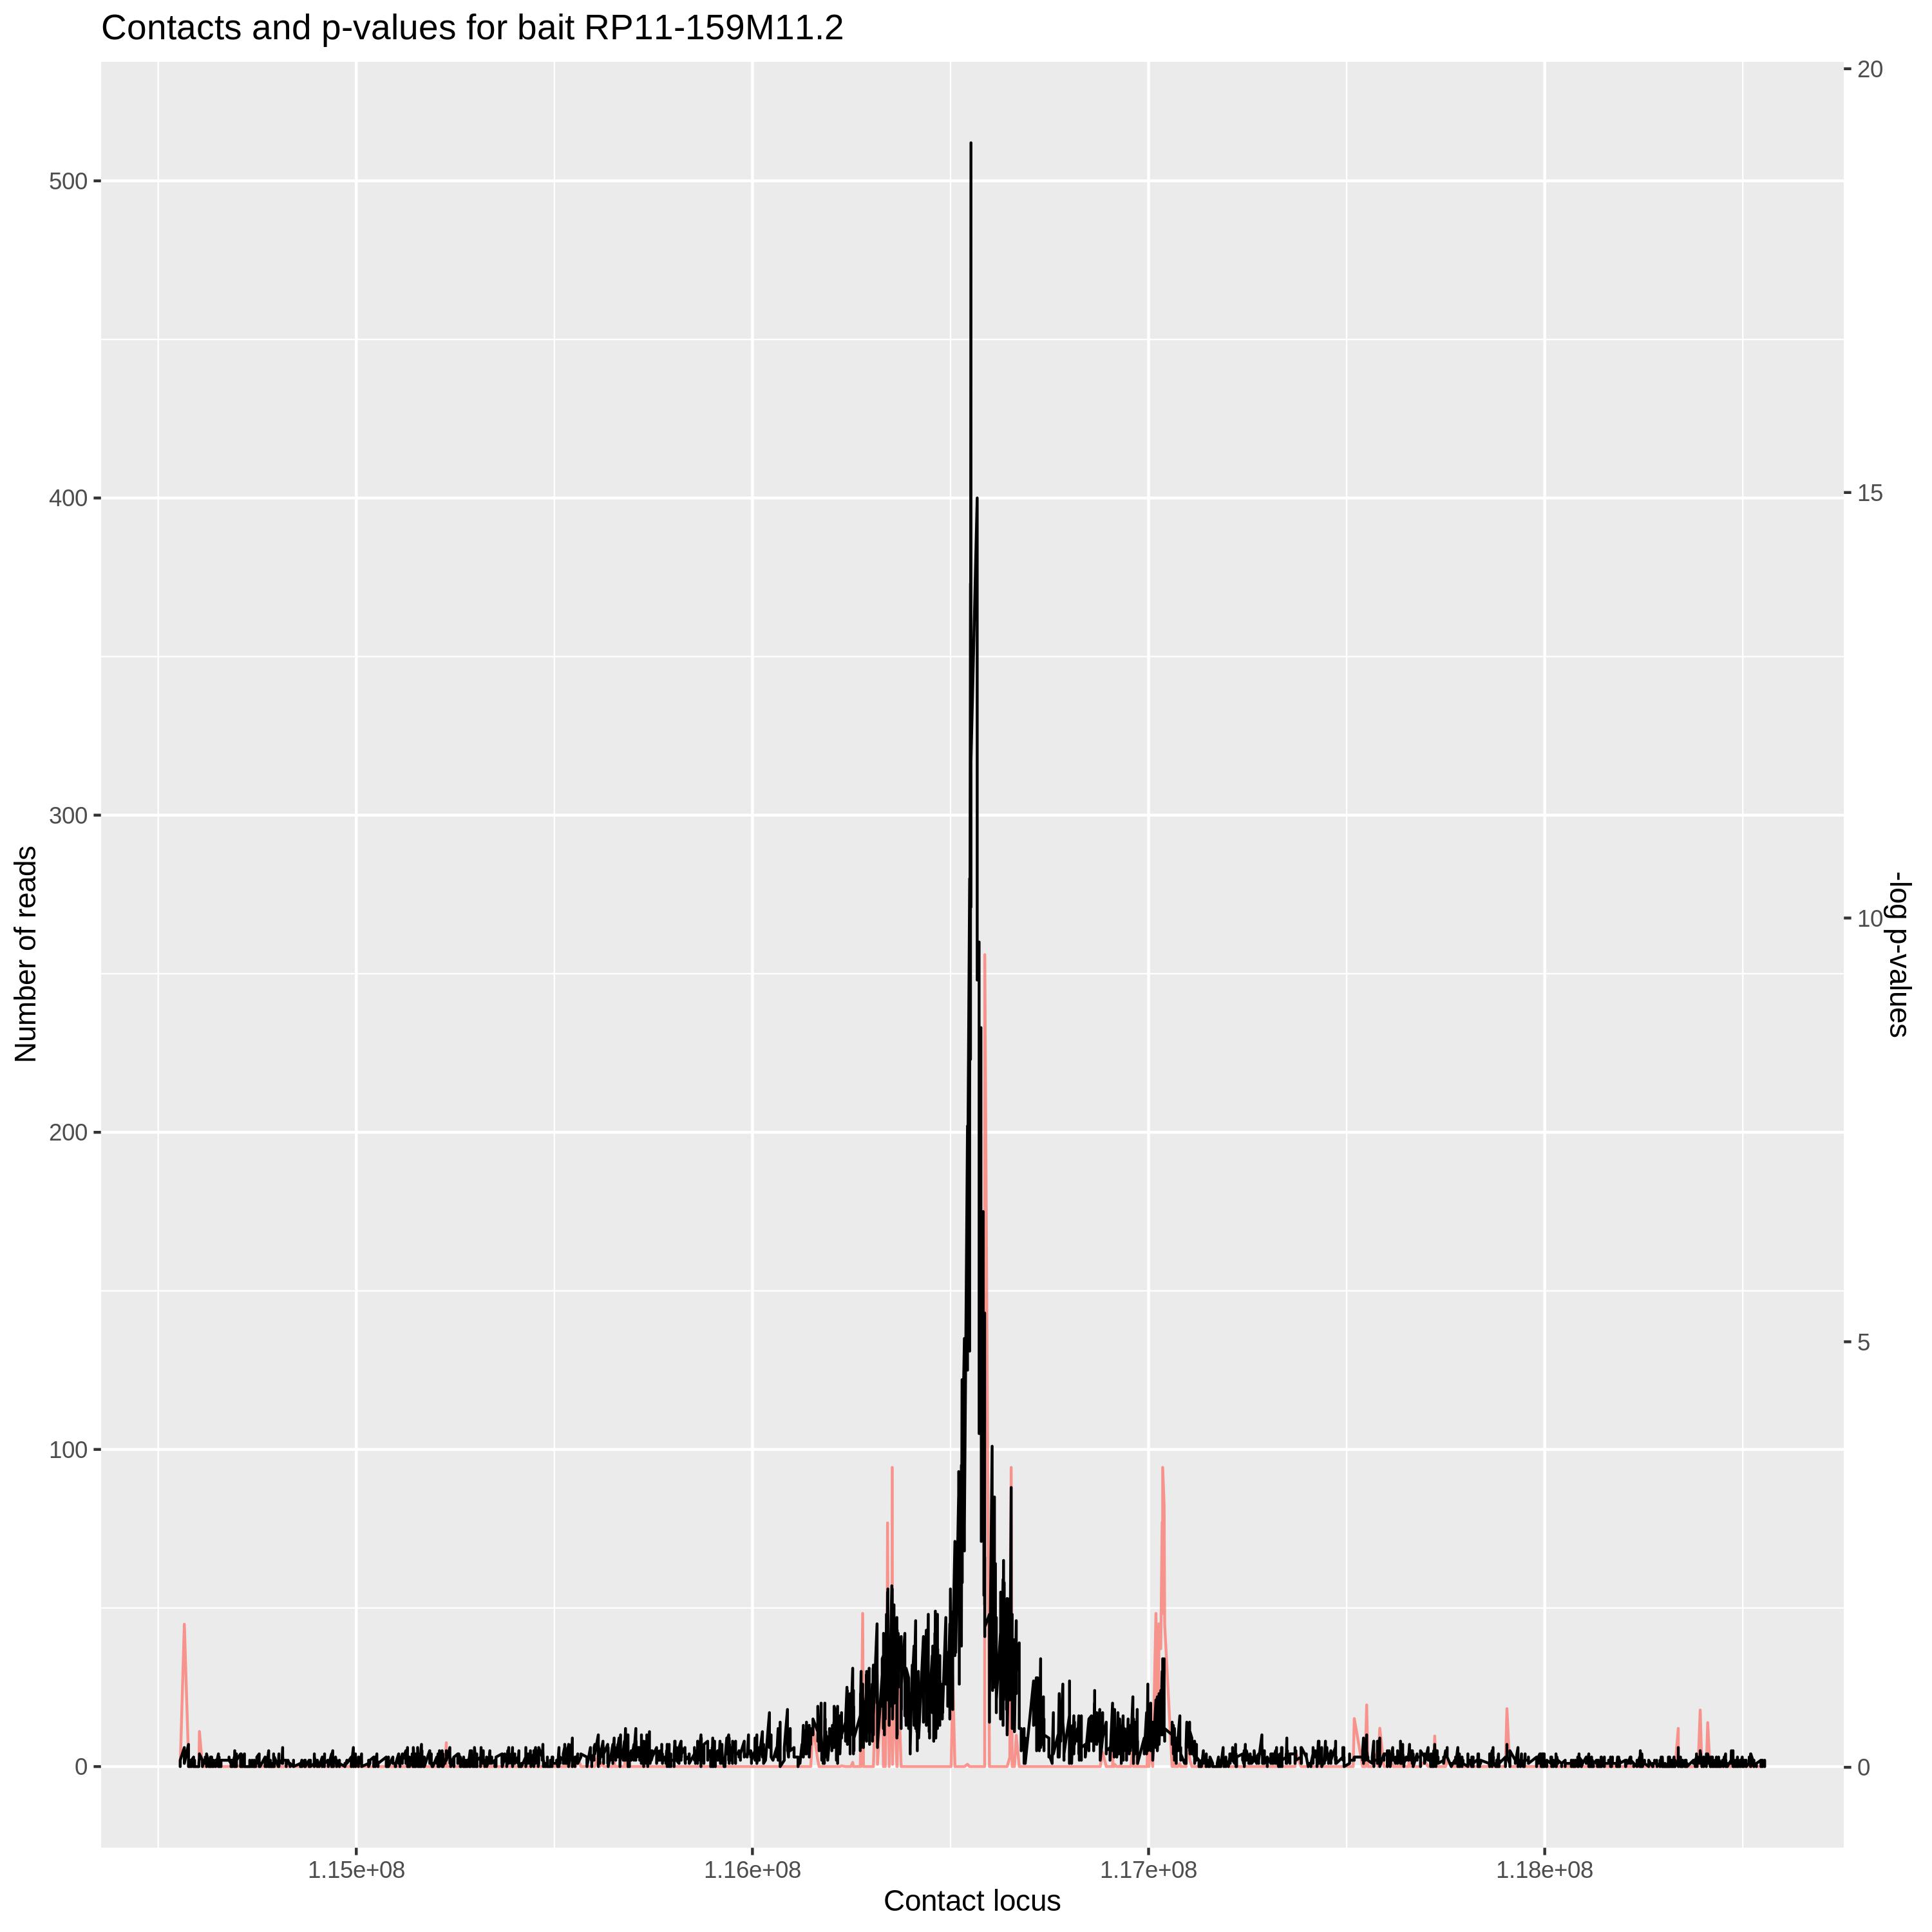 Contacts and p-values for bait RP11-159M11.2
500
400
300
200
100
0
Number of reads
20
15
10
5
0
-log p-values
1.15e+08
1.16e+08
1.17e+08
1.18e+08
Contact locus